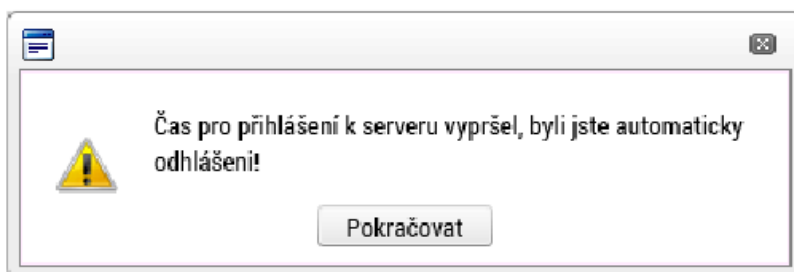 Čas pro přihlášení k serveru vypršel, byli jste automaticky
odhlášeni!
Pokračovat